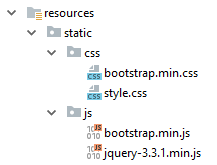 resources
static
css
bootstrap.min.css
style.css
js
bootstrap.min.js
jquery-3.3.1.min.js